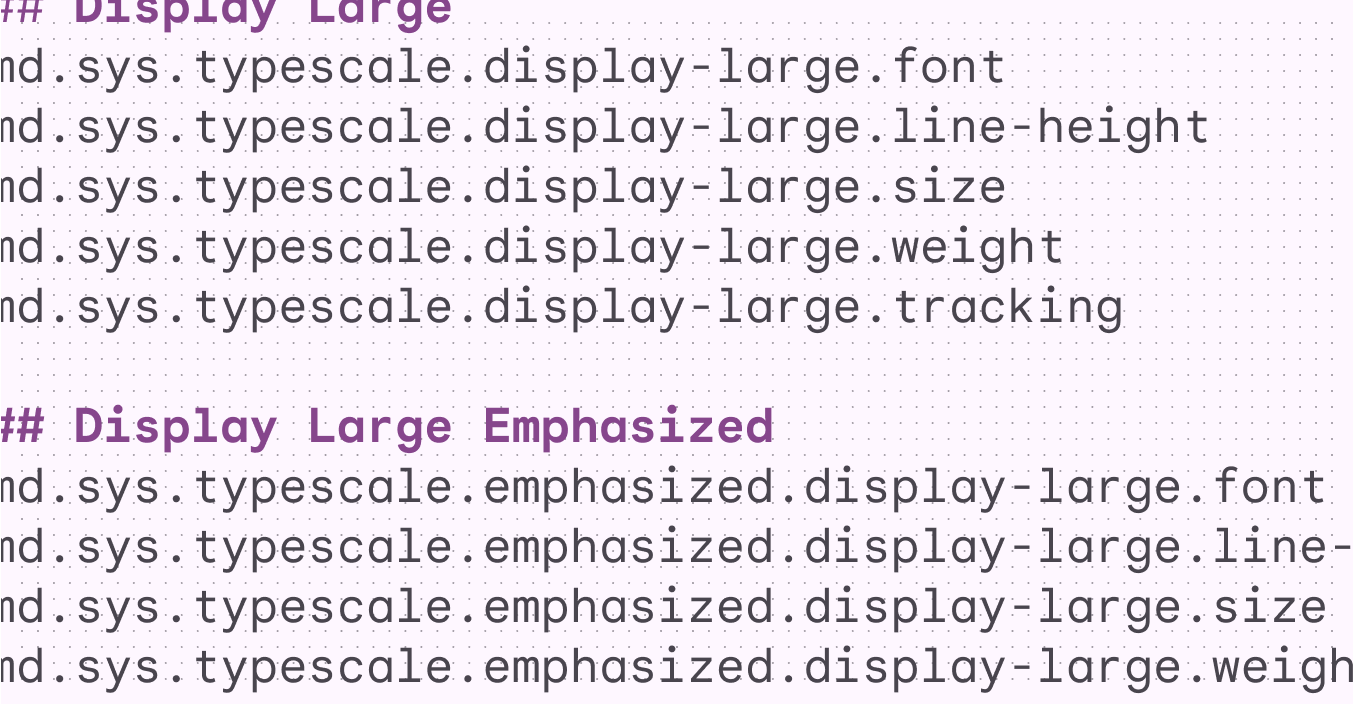 ## Display Large
md.sys.typescale.display-large.font
md.sys.typescale.display-large.line-height
md.sys.typescale.display-large.size
md.sys.typescale.display-large.weight
md.sys.typescale.display-large.tracking
## Display Large Emphasized
md.sys.typescale.emphasized.display-large.font
md.sys.typescale.emphasized.display-large.line-
md.sys.typescale.emphasized.display-large.size
md.sys.typescale.emphasized.display-large.weigh